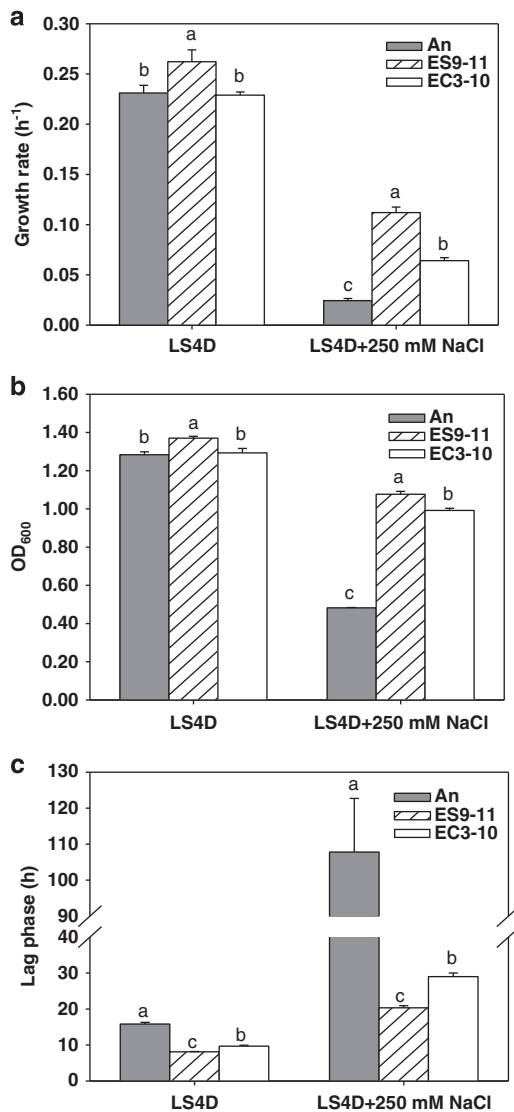 a
0.30
0.25
0.20
0.15
0.10
0.05
0.00
Growth rate (h⁻¹)
An
ES9-11
EC3-10
b
a
b
c
a
b
LS4D
LS4D+250 mM NaCl
b
1.60
1.40
1.20
1.00
0.80
0.60
0.40
0.20
0.00
OD₆₀₀
An
ES9-11
EC3-10
b
a
b
c
a
b
LS4D
LS4D+250 mM NaCl
c
130
120
110
100
90
40
30
20
10
0
Lag phase (h)
An
ES9-11
EC3-10
a
c
b
a
c
b
LS4D
LS4D+250 mM NaCl